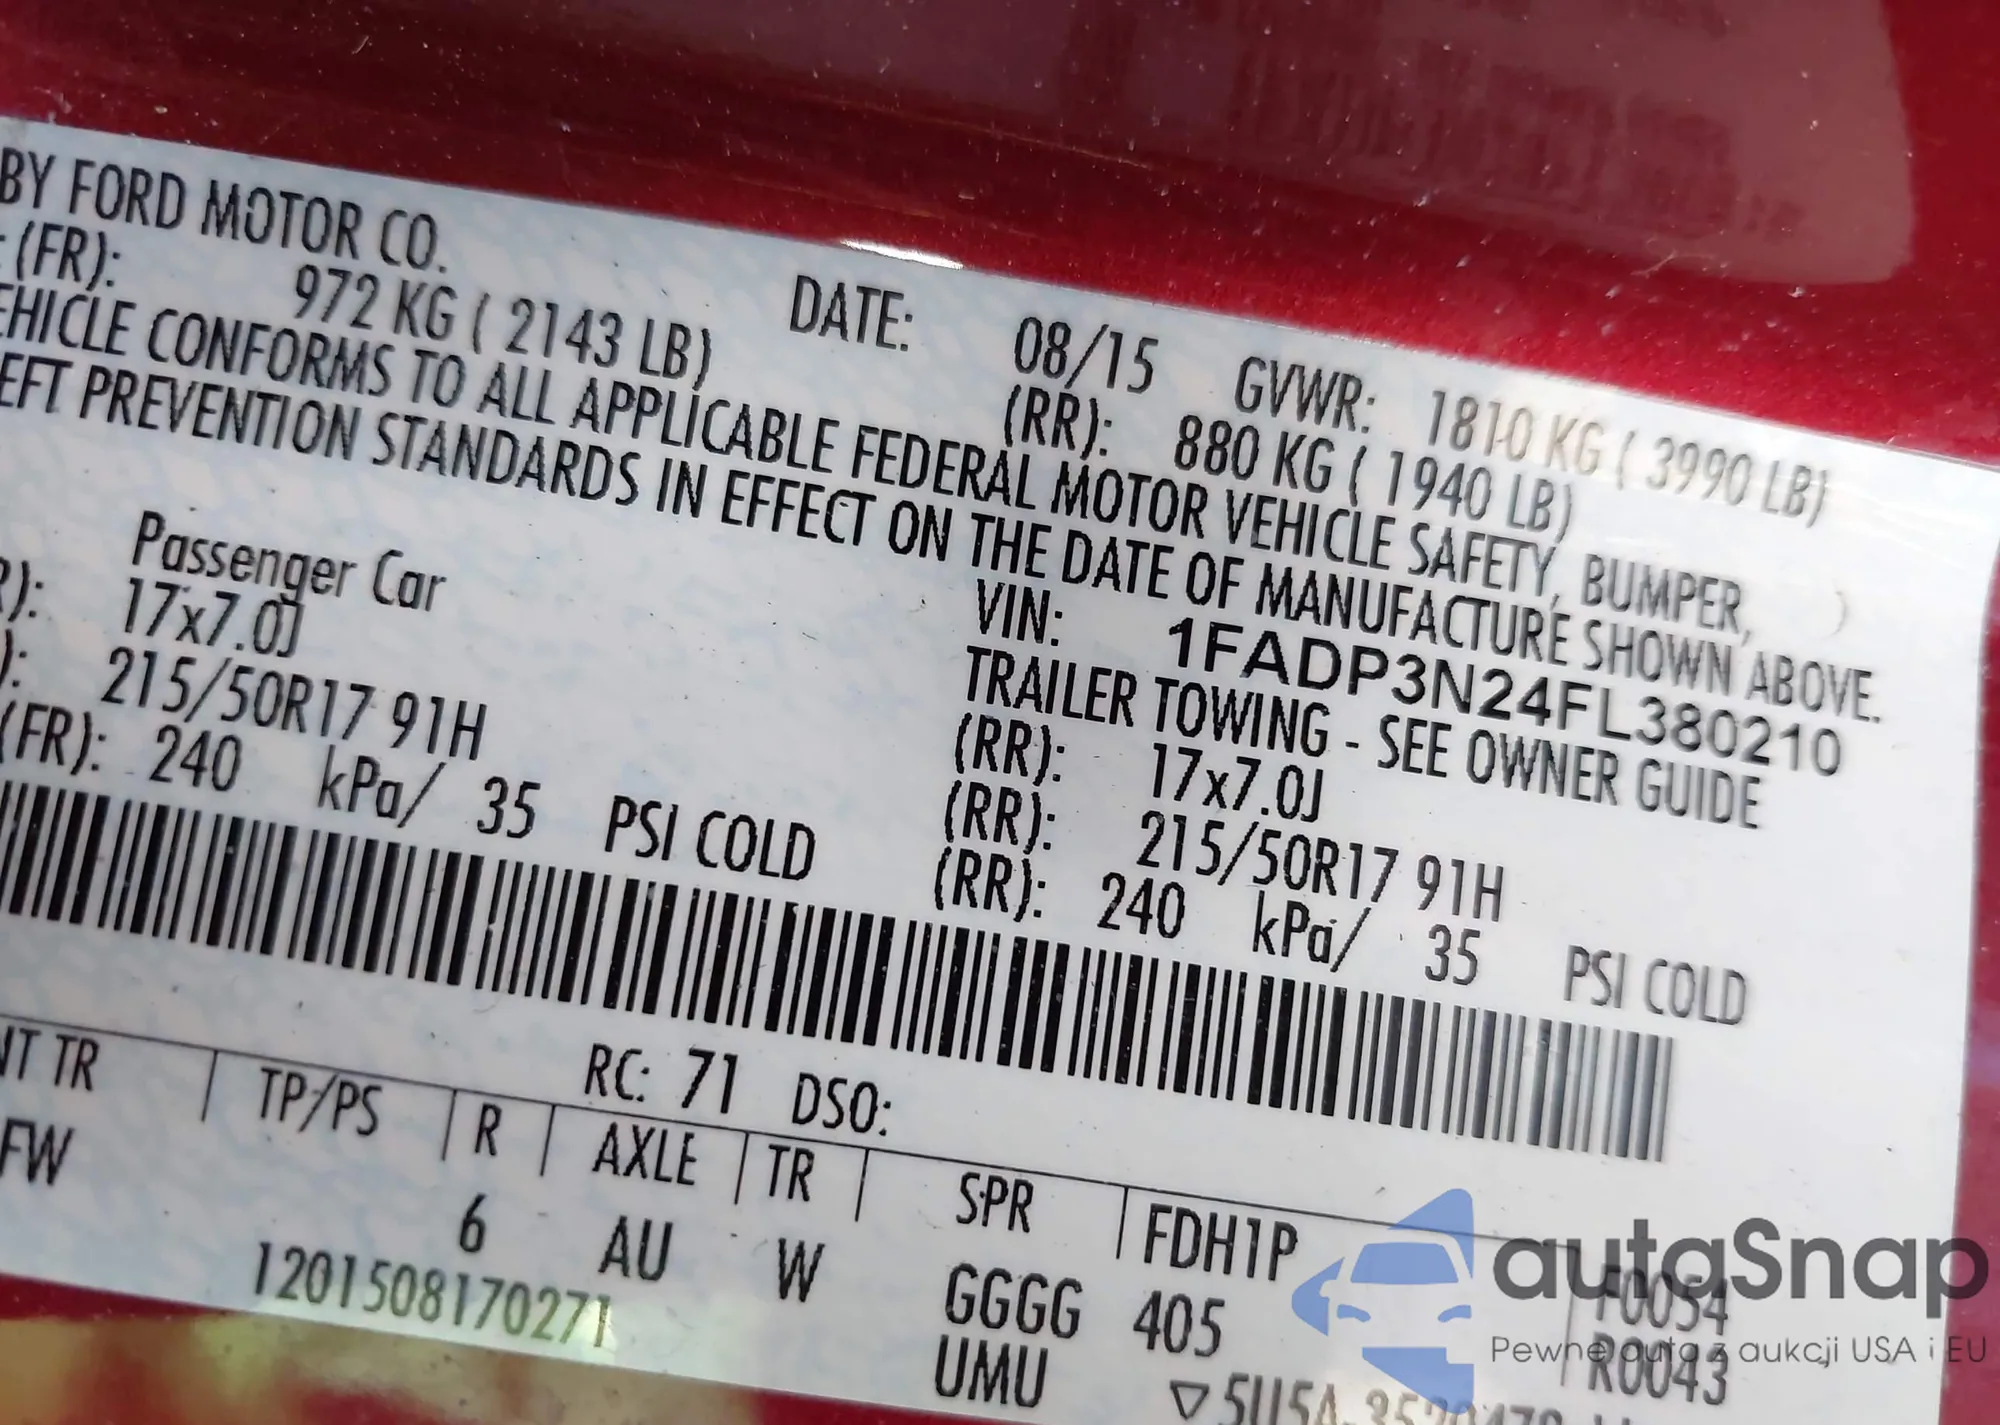 BY FORD MOTOR CO. DATE: 08/15 GVWR: 1810 KG ( 3990 LB)
(FR): 972 KG ( 2143 LB) (RR): 880 KG ( 1940 LB)
EHICLE CONFORMS TO ALL APPLICABLE FEDERAL MOTOR VEHICLE SAFETY, BUMPER, )
EFT PREVENTION STANDARDS IN EFFECT ON THE DATE OF MANUFACTURE SHOWN ABOVE.
VIN: 1FADP3N24FL380210
Passenger Car TRAILER TOWING - SEE OWNER GUIDE
R): 17x7.0J (RR): 17x7.0J
): 215/50R17 91H (RR): 215/50R17 91H
(FR): 240 kPa/ 35 PSI COLD (RR): 240 kPa/ 35 PSI COLD
RC: 71 DSO:
NT TR TP/PS R AXLE TR SPR FDH1P F0054
FW 6 AU W GGGG 405 R0043
1201508170271 UMU
autaSnap
Pewne auta z aukcji USA i EU